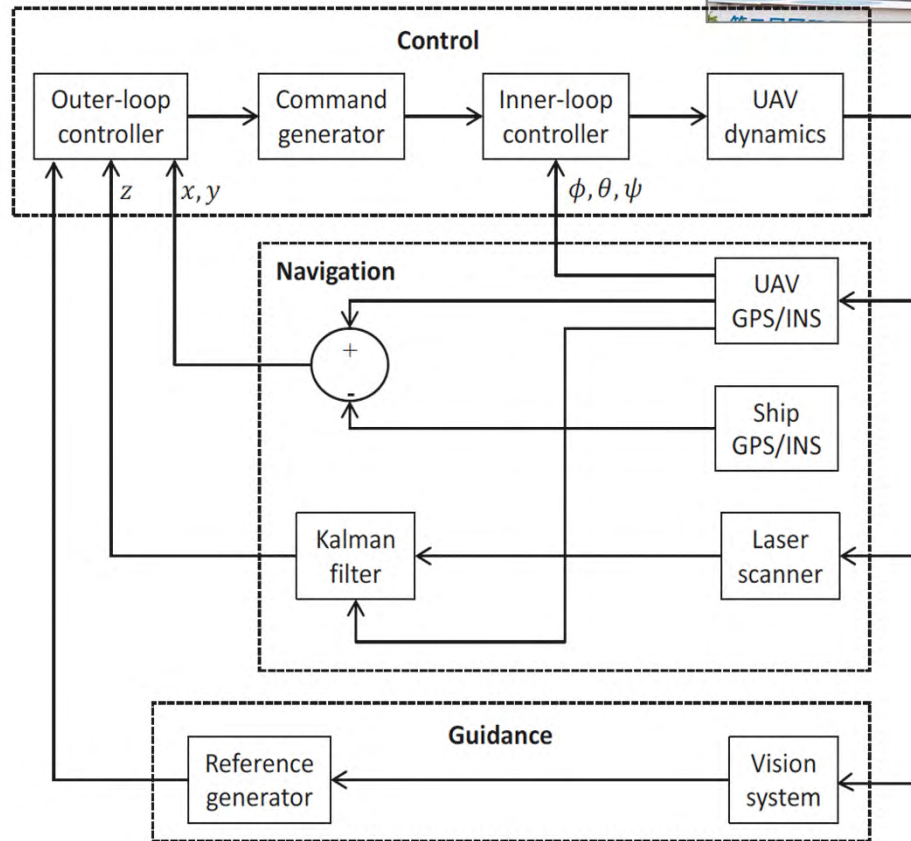 Control
Outer-loop
controller
Command
generator
Inner-loop
controller
UAV
dynamics
z
x, y
ϕ, θ, ψ
Navigation
UAV
GPS/INS
+
-
Ship
GPS/INS
Kalman
filter
Laser
scanner
Guidance
Reference
generator
Vision
system